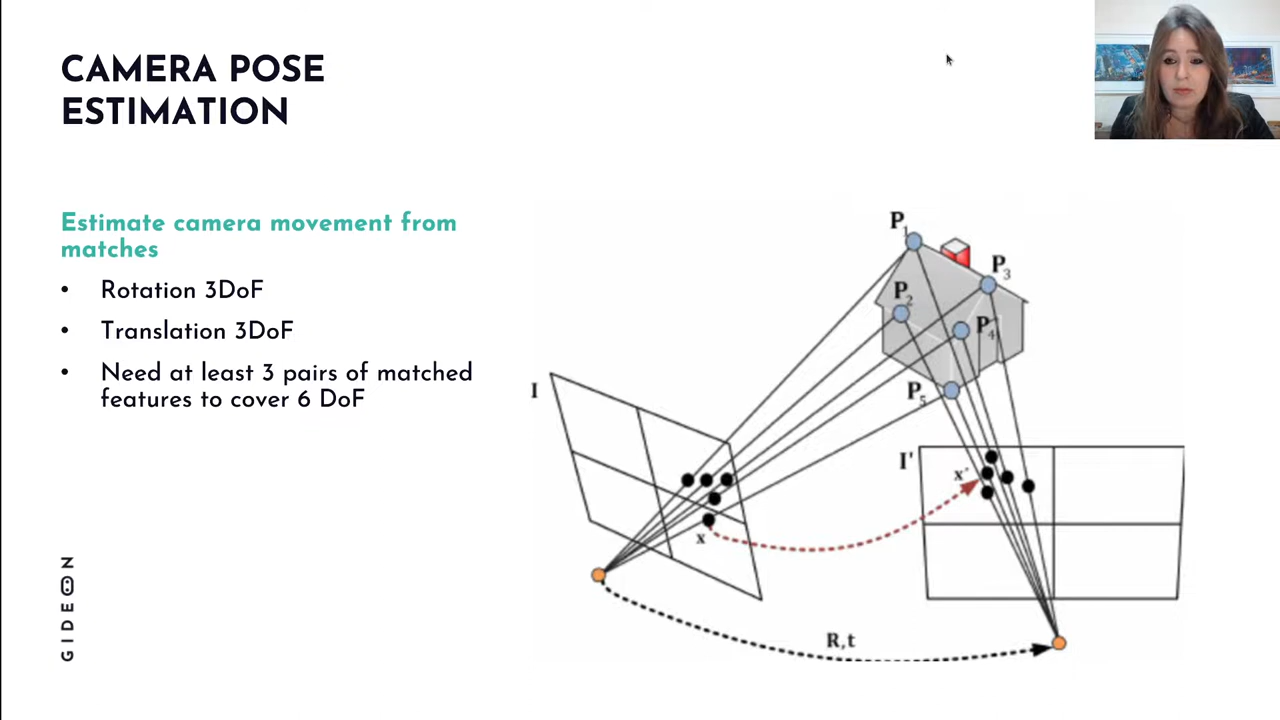 CAMERA POSE
ESTIMATION
Estimate camera movement from
matches
• Rotation 3DoF
• Translation 3DoF
• Need at least 3 pairs of matched
features to cover 6 DoF
P1
P3
P2
P4
P5
I
I'
x'
x
R,t
GIDEON